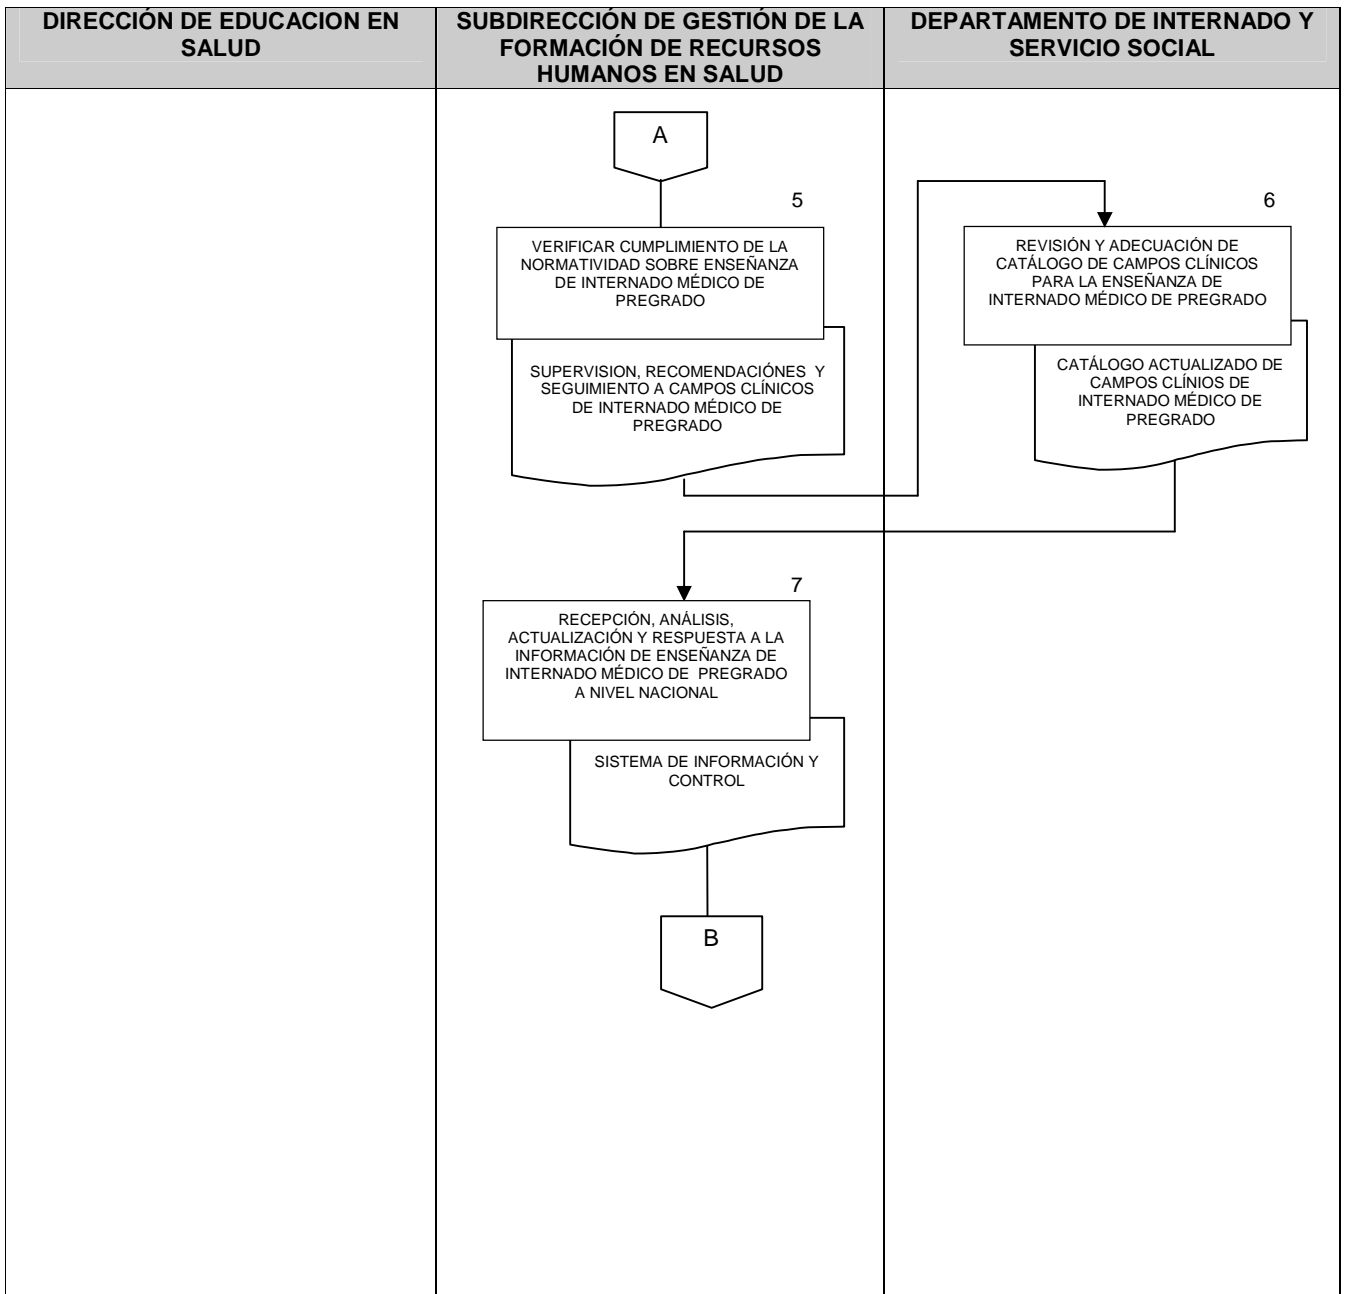 DIRECCIÓN DE EDUCACION EN
SALUD
SUBDIRECCIÓN DE GESTIÓN DE LA
FORMACIÓN DE RECURSOS
HUMANOS EN SALUD
DEPARTAMENTO DE INTERNADO Y
SERVICIO SOCIAL
A
5
VERIFICAR CUMPLIMIENTO DE LA
NORMATIVIDAD SOBRE ENSEÑANZA
DE INTERNADO MÉDICO DE
PREGRADO
SUPERVISION, RECOMENDACIÓNES Y
SEGUIMIENTO A CAMPOS CLÍNICOS
DE INTERNADO MÉDICO DE
PREGRADO
6
REVISIÓN Y ADECUACIÓN DE
CATÁLOGO DE CAMPOS CLÍNICOS
PARA LA ENSEÑANZA DE
INTERNADO MÉDICO DE PREGRADO
CATÁLOGO ACTUALIZADO DE
CAMPOS CLÍNIOS DE
INTERNADO MÉDICO DE
PREGRADO
7
RECEPCIÓN, ANÁLISIS,
ACTUALIZACIÓN Y RESPUESTA A LA
INFORMACIÓN DE ENSEÑANZA DE
INTERNADO MÉDICO DE PREGRADO
A NIVEL NACIONAL
SISTEMA DE INFORMACIÓN Y
CONTROL
B